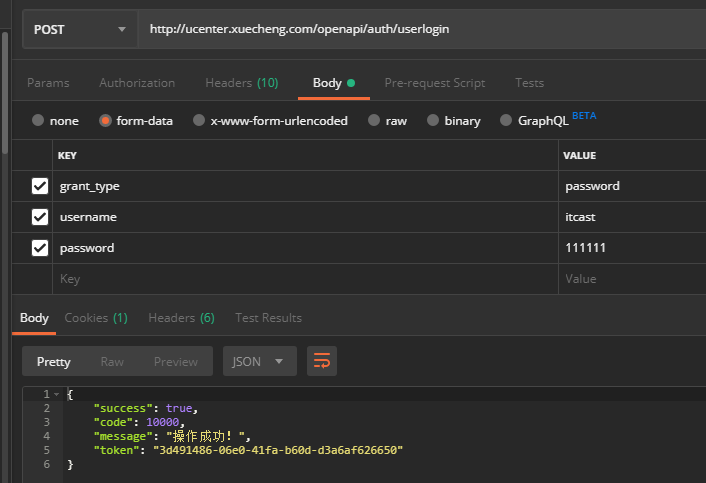 POST http://ucenter.xuecheng.com/openapi/auth/userlogin
Params Authorization Headers (10) Body Pre-request Script Tests
none form-data x-www-form-urlencoded raw binary GraphQL BETA
KEY VALUE
grant_type password
username itcast
password 111111
Key Value
Body Cookies (1) Headers (6) Test Results
Pretty Raw Preview JSON
1 {
2 "success": true,
3 "code": 10000,
4 "message": "操作成功！",
5 "token": "3d491486-06e0-41fa-b60d-d3a6af626650"
6 }